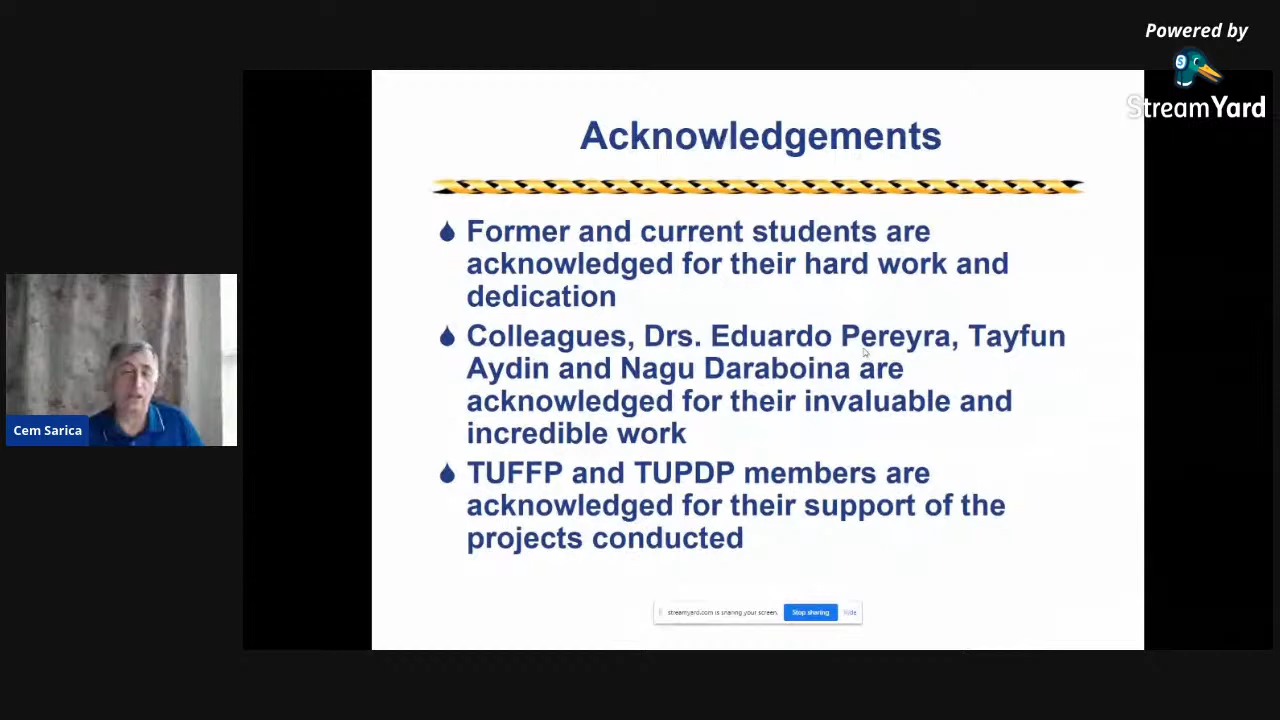 Powered by
StreamYard
Acknowledgements
Former and current students are
acknowledged for their hard work and
dedication
Colleagues, Drs. Eduardo Pereyra, Tayfun
Aydin and Nagu Daraboina are
acknowledged for their invaluable and
incredible work
TUFFP and TUPDP members are
acknowledged for their support of the
projects conducted
Cem Sarica
streamyard.com is sharing your screen.
Stop sharing
Hide